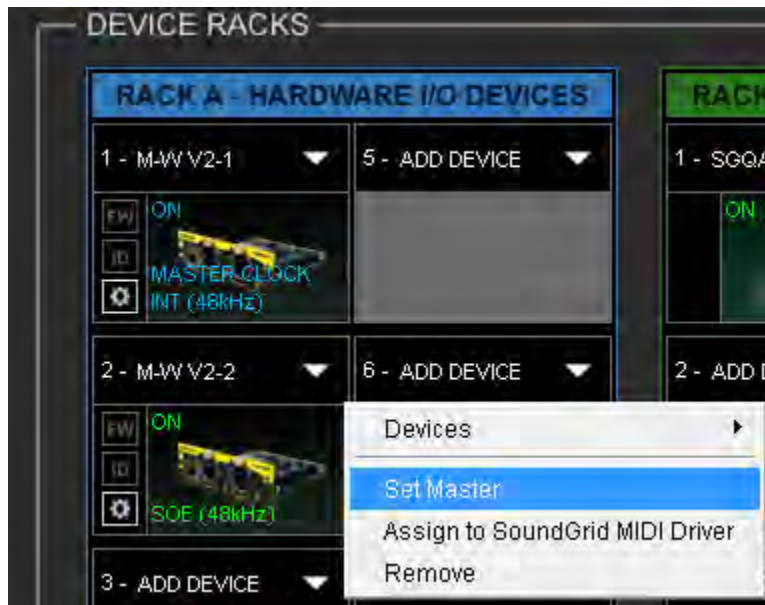 DEVICE RACKS
RACK A - HARDWARE I/O DEVICES
1 - M-W V2-1
5 - ADD DEVICE
FW
ON
ID
MASTER CLOCK
INT (48kHz)
2 - M-W V2-2
6 - ADD DEVICE
FW
ON
ID
SOE (48kHz)
3 - ADD DEVICE
RACK
1 - SGQA
ON
2 - ADD
Devices
Set Master
Assign to SoundGrid MIDI Driver
Remove